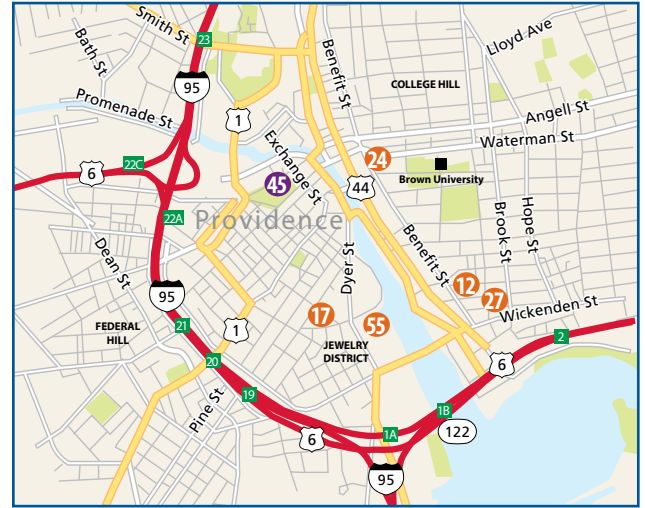 Smith St
23
Bath St
95
Benefit St
Lloyd Ave
COLLEGE HILL
Promenade St
1
Angell St
Waterman St
Exchange St
22C
6
24
Brown University
45
44
22A
Providence
Brook St
Hope St
Dean St
Dyer St
Benefit St
12
27
95
Wickenden St
17
55
21
FEDERAL
HILL
1
JEWELRY
DISTRICT
2
20
6
19
Pine St
1B
1A
122
6
95